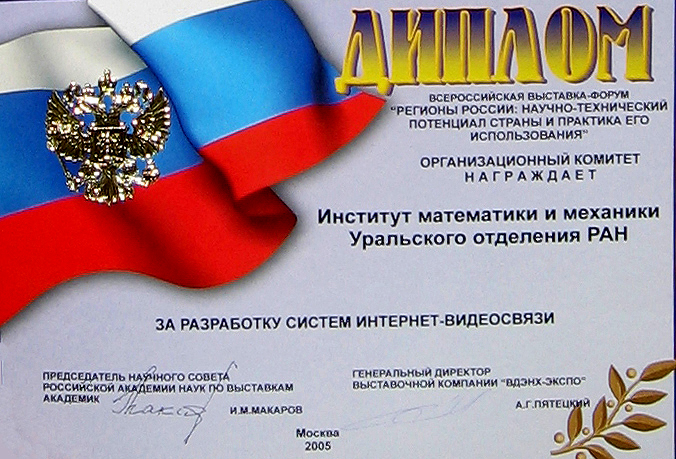 ДИПЛОМ
ВСЕРОССИЙСКАЯ ВЫСТАВКА-ФОРУМ
"РЕГИОНЫ РОССИИ: НАУЧНО-ТЕХНИЧЕСКИЙ
ПОТЕНЦИАЛ СТРАНЫ И ПРАКТИКА ЕГО
ИСПОЛЬЗОВАНИЯ"
ОРГАНИЗАЦИОННЫЙ КОМИТЕТ
НАГРАЖДАЕТ
Институт математики и механики
Уральского отделения РАН
ЗА РАЗРАБОТКУ СИСТЕМ ИНТЕРНЕТ-ВИДЕОСВЯЗИ
ПРЕДСЕДАТЕЛЬ НАУЧНОГО СОВЕТА
РОССИЙСКОЙ АКАДЕМИИ НАУК ПО ВЫСТАВКАМ
АКАДЕМИК
И.М.МАКАРОВ
ГЕНЕРАЛЬНЫЙ ДИРЕКТОР
ВЫСТАВОЧНОЙ КОМПАНИИ "ВДЭНХ-ЭКСПО"
А.Г.ПЯТЕЦКИЙ
Москва
2005